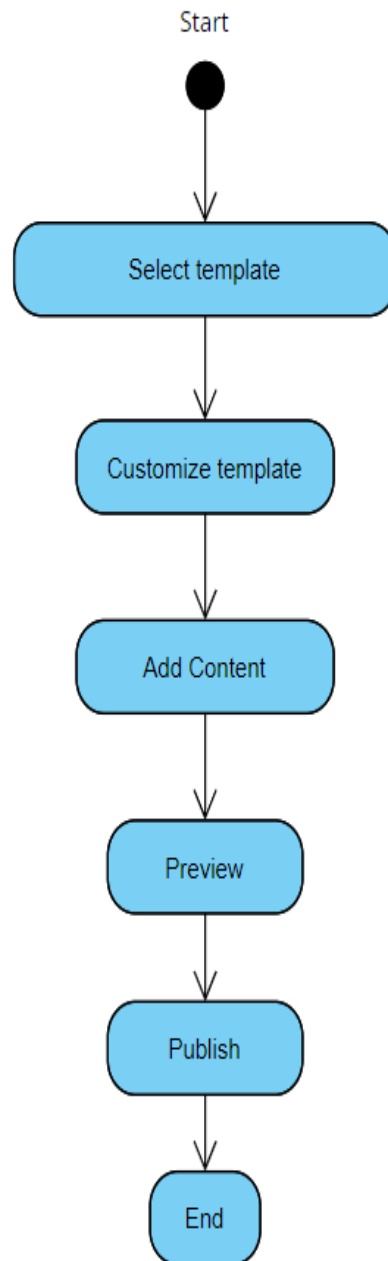 Start
Select template
Customize template
Add Content
Preview
Publish
End